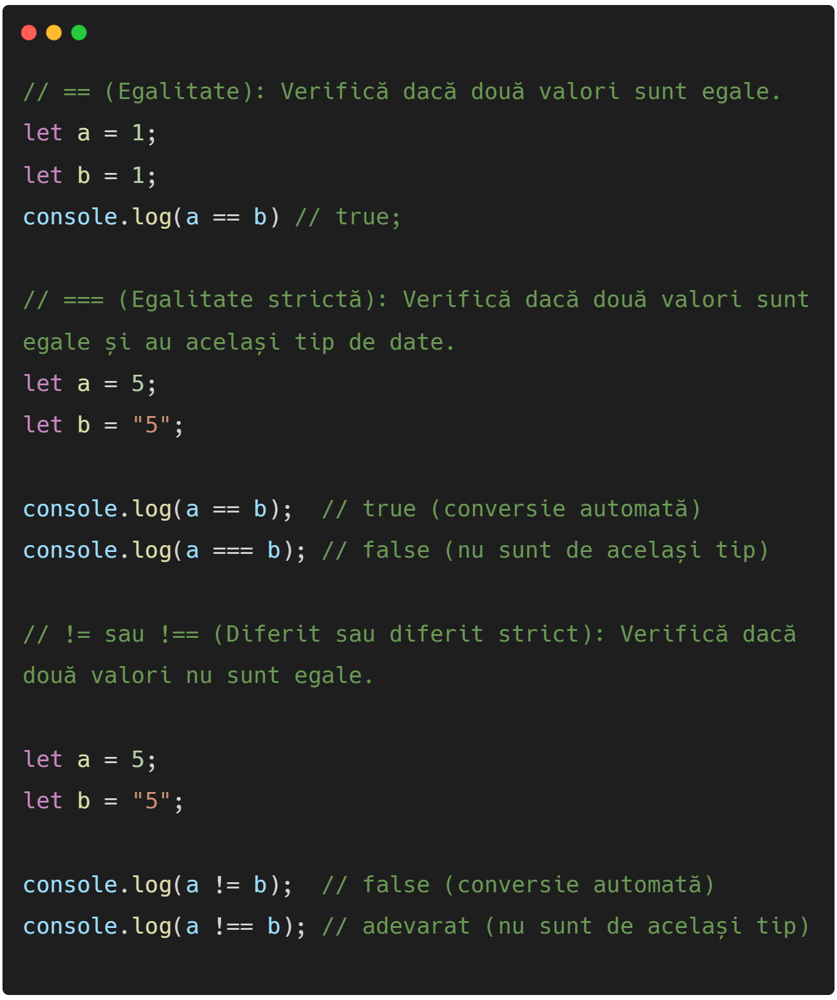 // == (Egalitate): Verifică dacă două valori sunt egale.
let a = 1;
let b = 1;
console.log(a == b) // true;
// === (Egalitate strictă): Verifică dacă două valori sunt
egale și au același tip de date.
let a = 5;
let b = "5";
console.log(a == b);  // true (conversie automată)
console.log(a === b); // false (nu sunt de același tip)
// != sau !== (Diferit sau diferit strict): Verifică dacă
două valori nu sunt egale.
let a = 5;
let b = "5";
console.log(a != b);  // false (conversie automată)
console.log(a !== b); // adevarat (nu sunt de același tip)